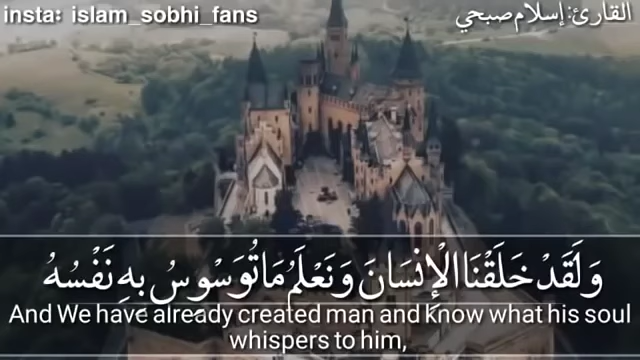 insta: islam_sobhi_fans
القارئ: إسلام صبحي
وَلَقَدْ خَلَقْنَا الْإِنْسَانَ وَنَعْلَمُ مَا تُوَسْوِسُ بِهِ نَفْسُهُ
And We have already created man and know what his soul
whispers to him,